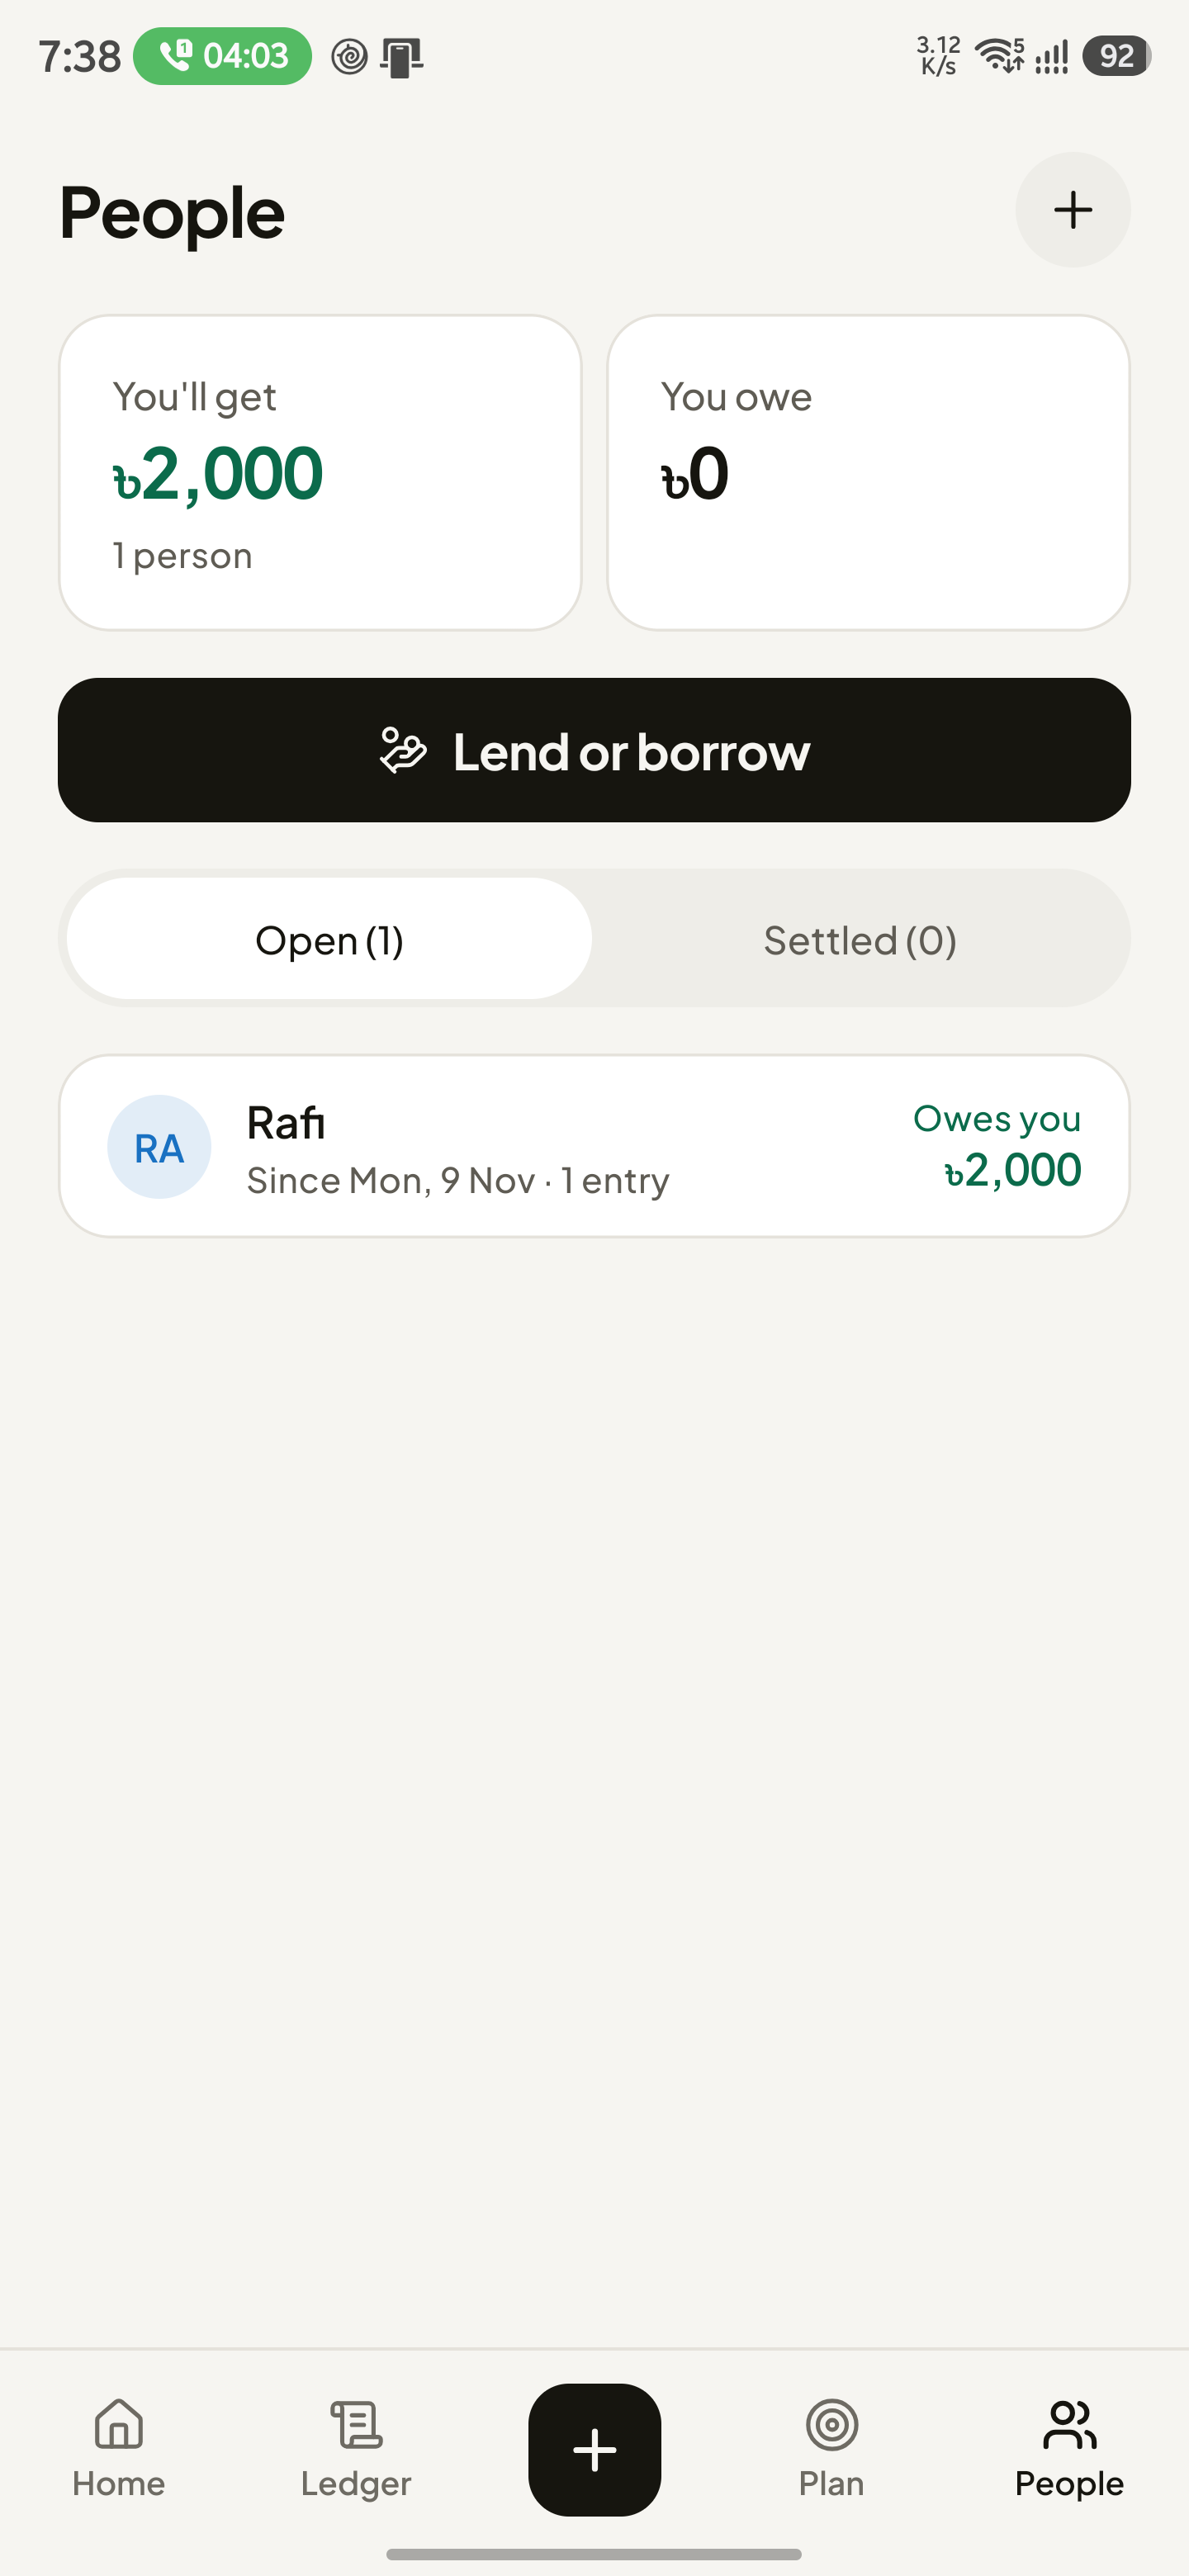 7:38 1 04:03 3.12 K/s 5 92
People
You'll get
৳2,000
1 person
You owe
৳0
Lend or borrow
Open (1) Settled (0)
RA
Rafi
Since Mon, 9 Nov · 1 entry
Owes you
৳2,000
Home Ledger Plan People